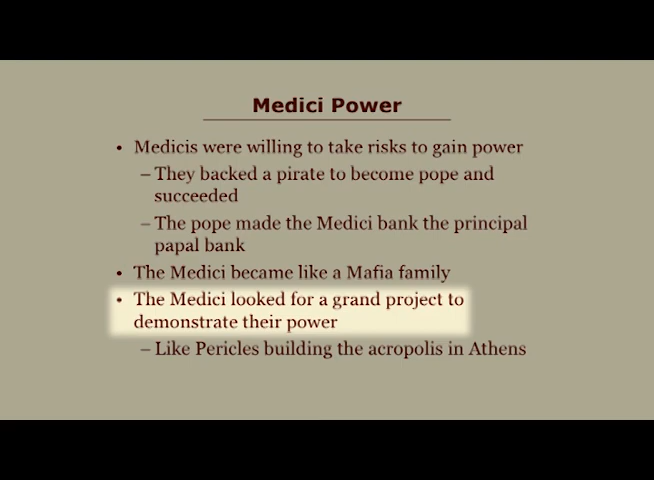 Medici Power
• Medicis were willing to take risks to gain power
– They backed a pirate to become pope and
succeeded
– The pope made the Medici bank the principal
papal bank
• The Medici became like a Mafia family
• The Medici looked for a grand project to
demonstrate their power
– Like Pericles building the acropolis in Athens